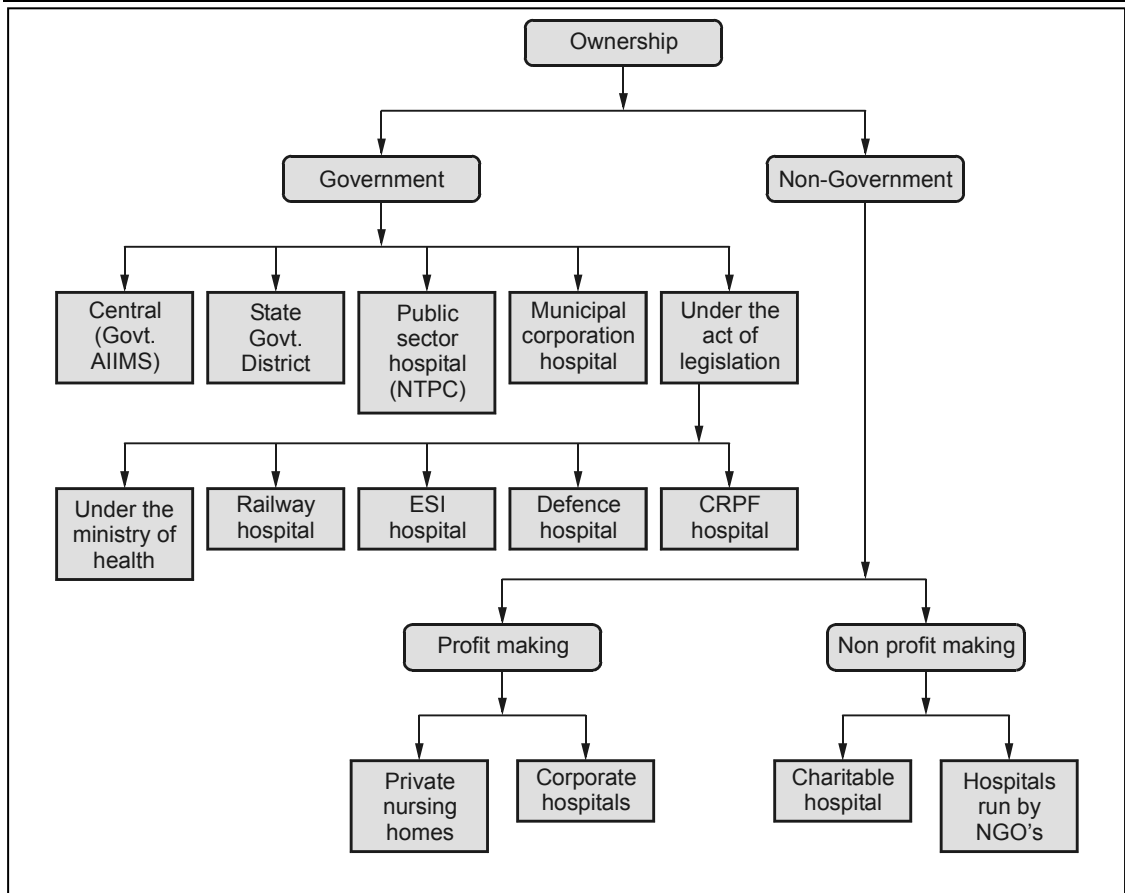 Ownership
Government
Non-Government
Central
(Govt.
AIIMS)
State
Govt.
District
Public
sector
hospital
(NTPC)
Municipal
corporation
hospital
Under the
act of
legislation
Under the
ministry of
health
Railway
hospital
ESI
hospital
Defence
hospital
CRPF
hospital
Profit making
Non profit making
Private
nursing
homes
Corporate
hospitals
Charitable
hospital
Hospitals
run by
NGO's